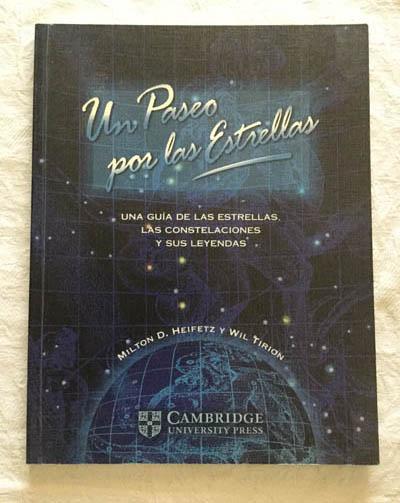 Un Paseo
por las Estrellas
UNA GUÍA DE LAS ESTRELLAS,
LAS CONSTELACIONES
Y SUS LEYENDAS
MILTON D. HEIFETZ Y WIL TIRION
CAMBRIDGE
UNIVERSITY PRESS